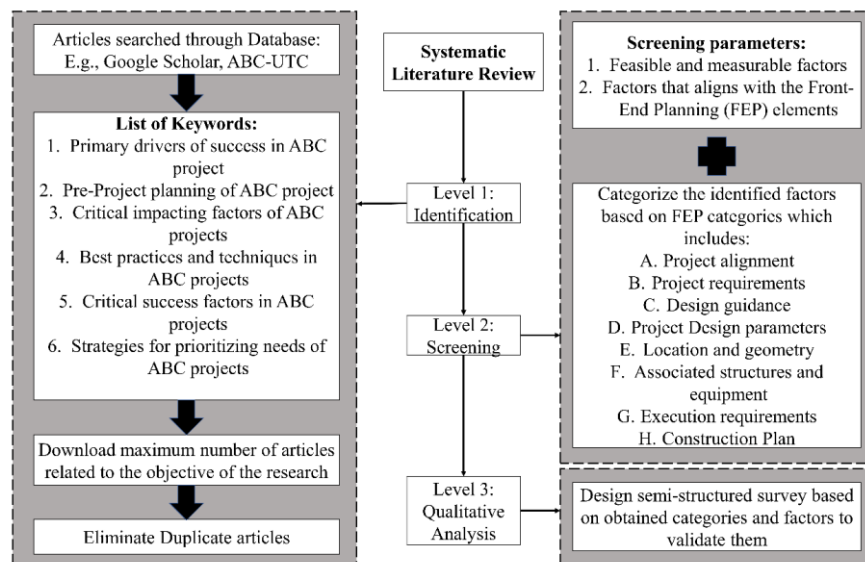 Articles searched through Database:
E.g., Google Scholar, ABC-UTC
List of Keywords:
1. Primary drivers of success in ABC
project
2. Pre-Project planning of ABC project
3. Critical impacting factors of ABC
projects
4. Best practices and techniques in
ABC projects
5. Critical success factors in ABC
projects
6. Strategies for prioritizing needs of
ABC projects
Download maximum number of articles
related to the objective of the research
Eliminate Duplicate articles
Systematic
Literature Review
Level 1:
Identification
Level 2:
Screening
Level 3:
Qualitative
Analysis
Screening parameters:
1. Feasible and measurable factors
2. Factors that aligns with the Front-
End Planning (FEP) elements
Categorize the identified factors
based on FEP categories which
includes:
A. Project alignment
B. Project requirements
C. Design guidance
D. Project Design parameters
E. Location and geometry
F. Associated structures and
equipment
G. Execution requirements
H. Construction Plan
Design semi-structured survey based
on obtained categories and factors to
validate them